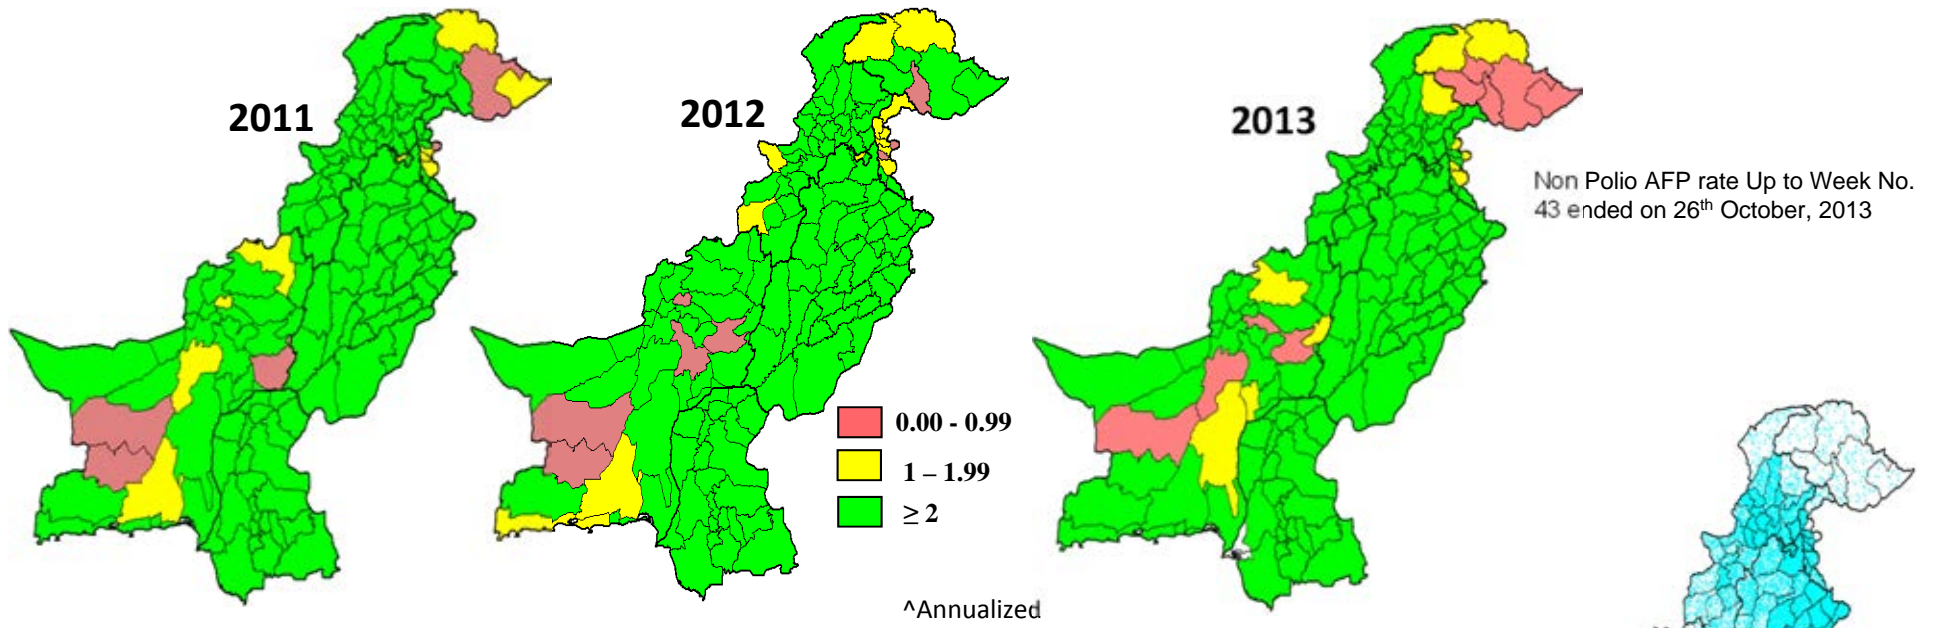 2011
2012
2013
Non Polio AFP rate Up to Week No.
43 ended on 26th October, 2013
0.00 - 0.99
1 – 1.99
≥ 2
^Annualized